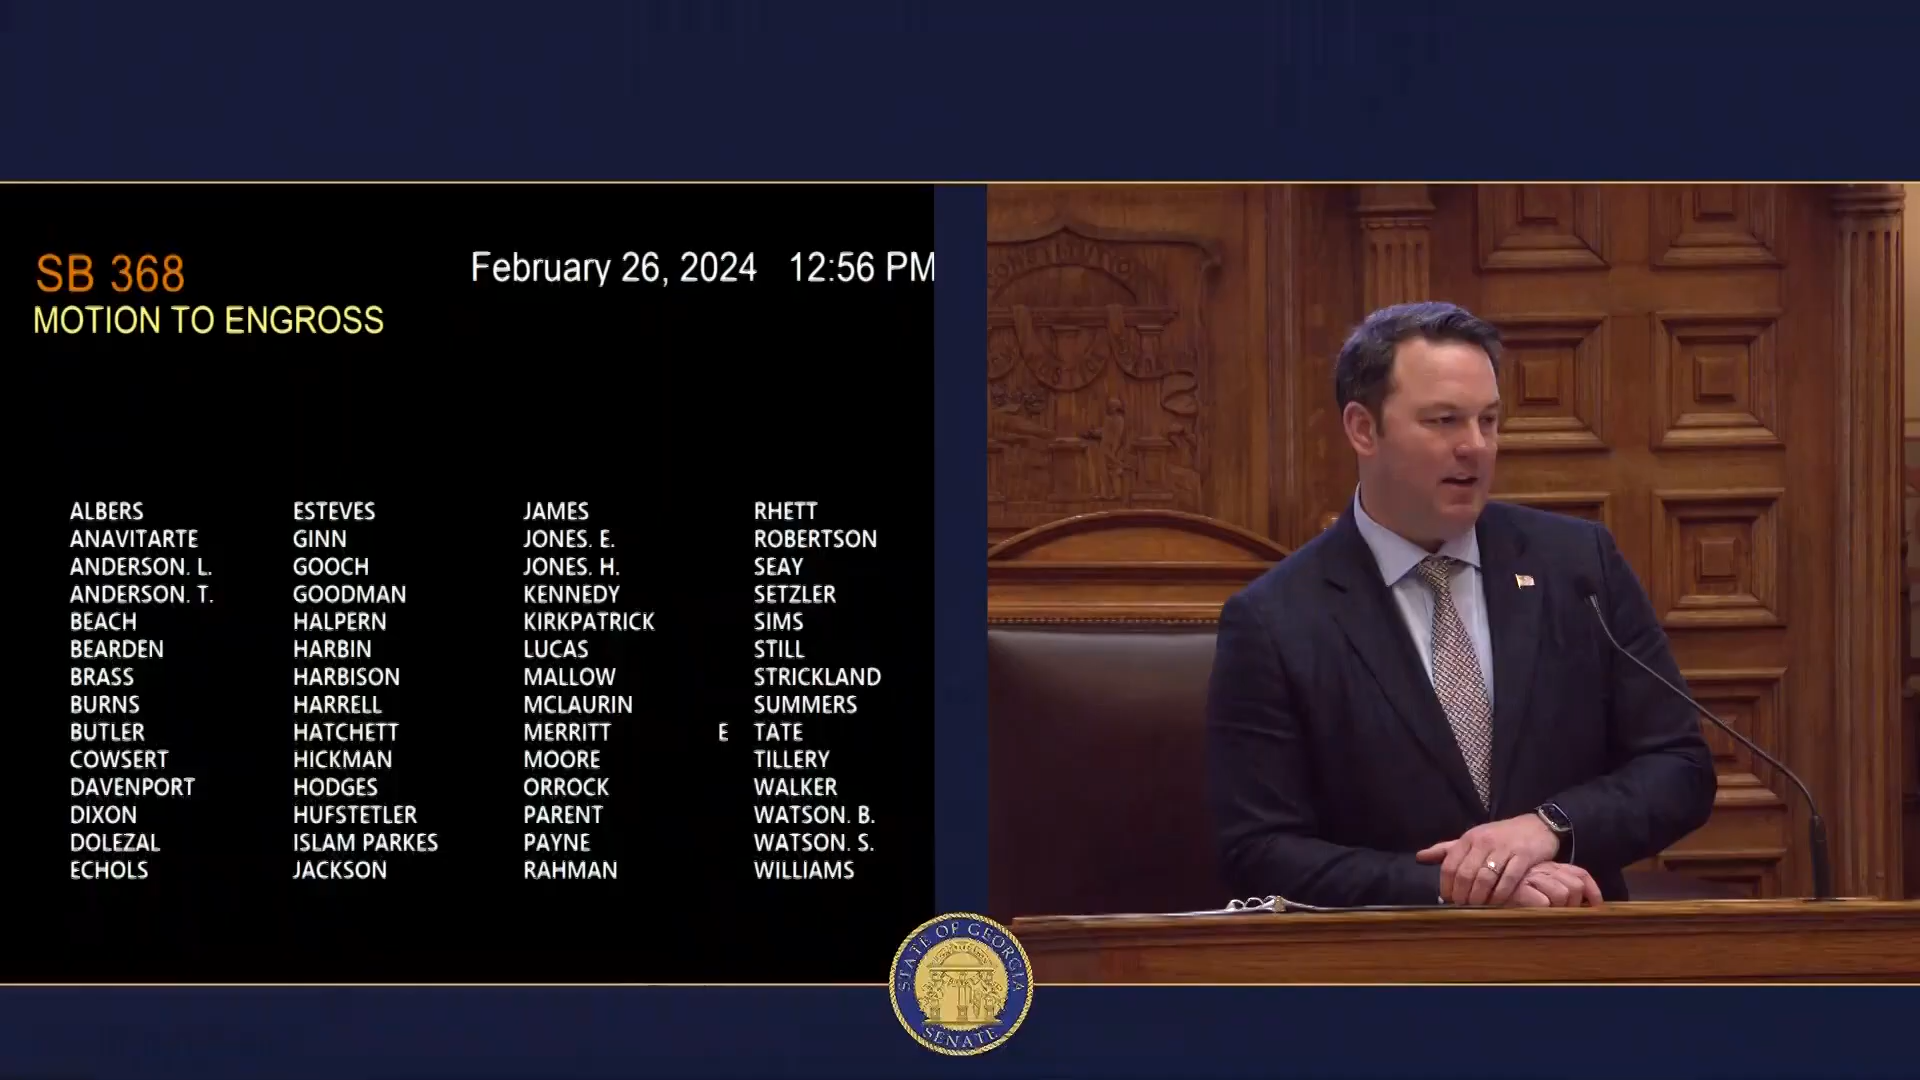 SB 368
February 26, 2024 12:56 PM
MOTION TO ENGROSS
ALBERS
ANAVITARTE
ANDERSON. L.
ANDERSON. T.
BEACH
BEARDEN
BRASS
BURNS
BUTLER
COWSERT
DAVENPORT
DIXON
DOLEZAL
ECHOLS
ESTEVES
GINN
GOOCH
GOODMAN
HALPERN
HARBIN
HARBISON
HARRELL
HATCHETT
HICKMAN
HODGES
HUFSTETLER
ISLAM PARKES
JACKSON
JAMES
JONES. E.
JONES. H.
KENNEDY
KIRKPATRICK
LUCAS
MALLOW
MCLAURIN
MERRITT
MOORE
ORROCK
PARENT
PAYNE
RAHMAN
RHETT
ROBERTSON
SEAY
SETZLER
SIMS
STILL
STRICKLAND
SUMMERS
E TATE
TILLERY
WALKER
WATSON. B.
WATSON. S.
WILLIAMS
STATE OF GEORGIA
SENATE